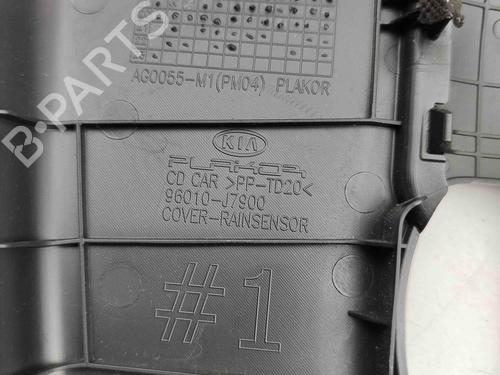 AG0055-M1(PM04) PLAKOR
KIA
PLAKOR
CD CAR >PP-TD20<
96010-J7900
COVER-RAINSENSOR
#1
B-PARTS